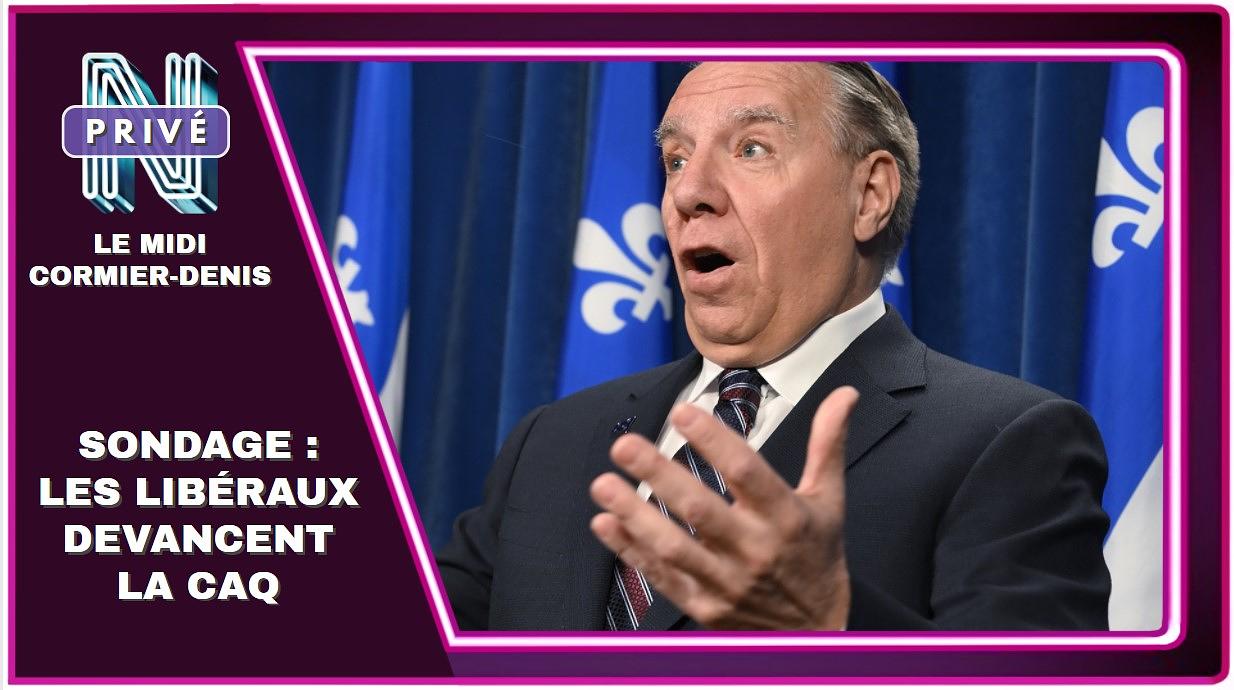 N
PRIVÉ
LE MIDI
CORMIER-DENIS
SONDAGE :
LES LIBÉRAUX
DEVANCENT
LA CAQ